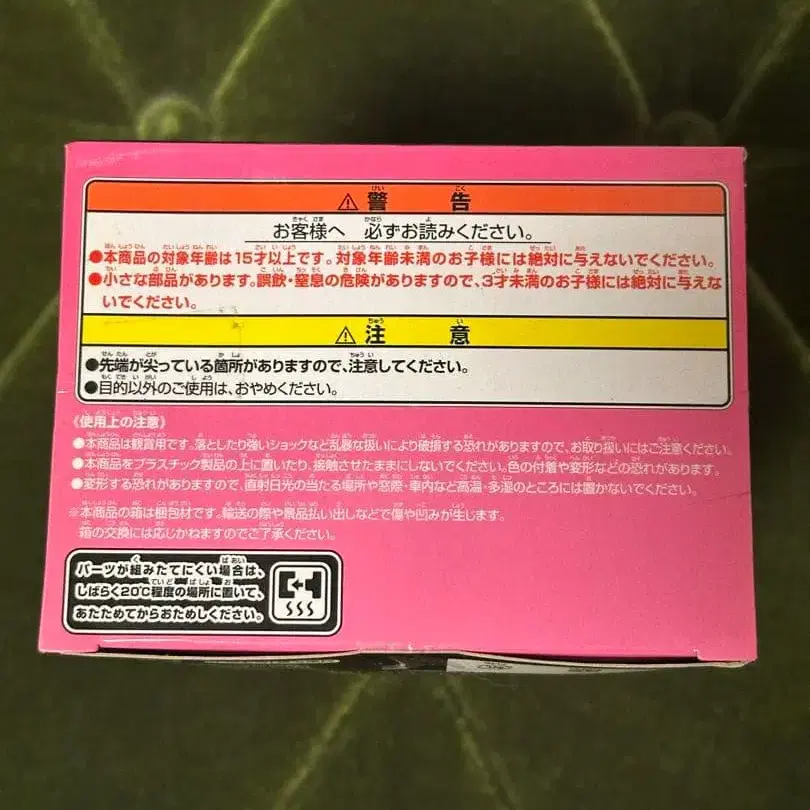 ⚠警告
お客様へ 必ずお読みください。
●本商品の対象年齢は15才以上です。対象年齢未満のお子様には絶対に与えないでください。
●小さな部品があります。誤飲・窒息の危険がありますので、3才未満のお子様には絶対に与えな
いでください。
⚠注意
●先端が尖っている箇所がありますので、注意してください。
●目的以外のご使用は、おやめください。
《使用上の注意》
●本商品は観賞用です。落としたり強いショックなど乱暴な扱いにより破損する恐れがありますので、お取り扱いにはご注意ください。
●本商品をプラスチック製品の上に置いたり、接触させたままにしないでください。色の付着や変形などの恐れがあります。
●変形する恐れがありますので、直射日光の当たる場所や窓際・車内など高温・多湿のところには置かないでください。
※本商品の箱は梱包材です。輸送の際や景品払い出しなどで傷や凹みが生じます。
箱の交換には応じかねますのでご了承ください。
パーツが組みたてにくい場合は、
しばらく20℃程度の場所に置いて、
あたためてからおためしください。